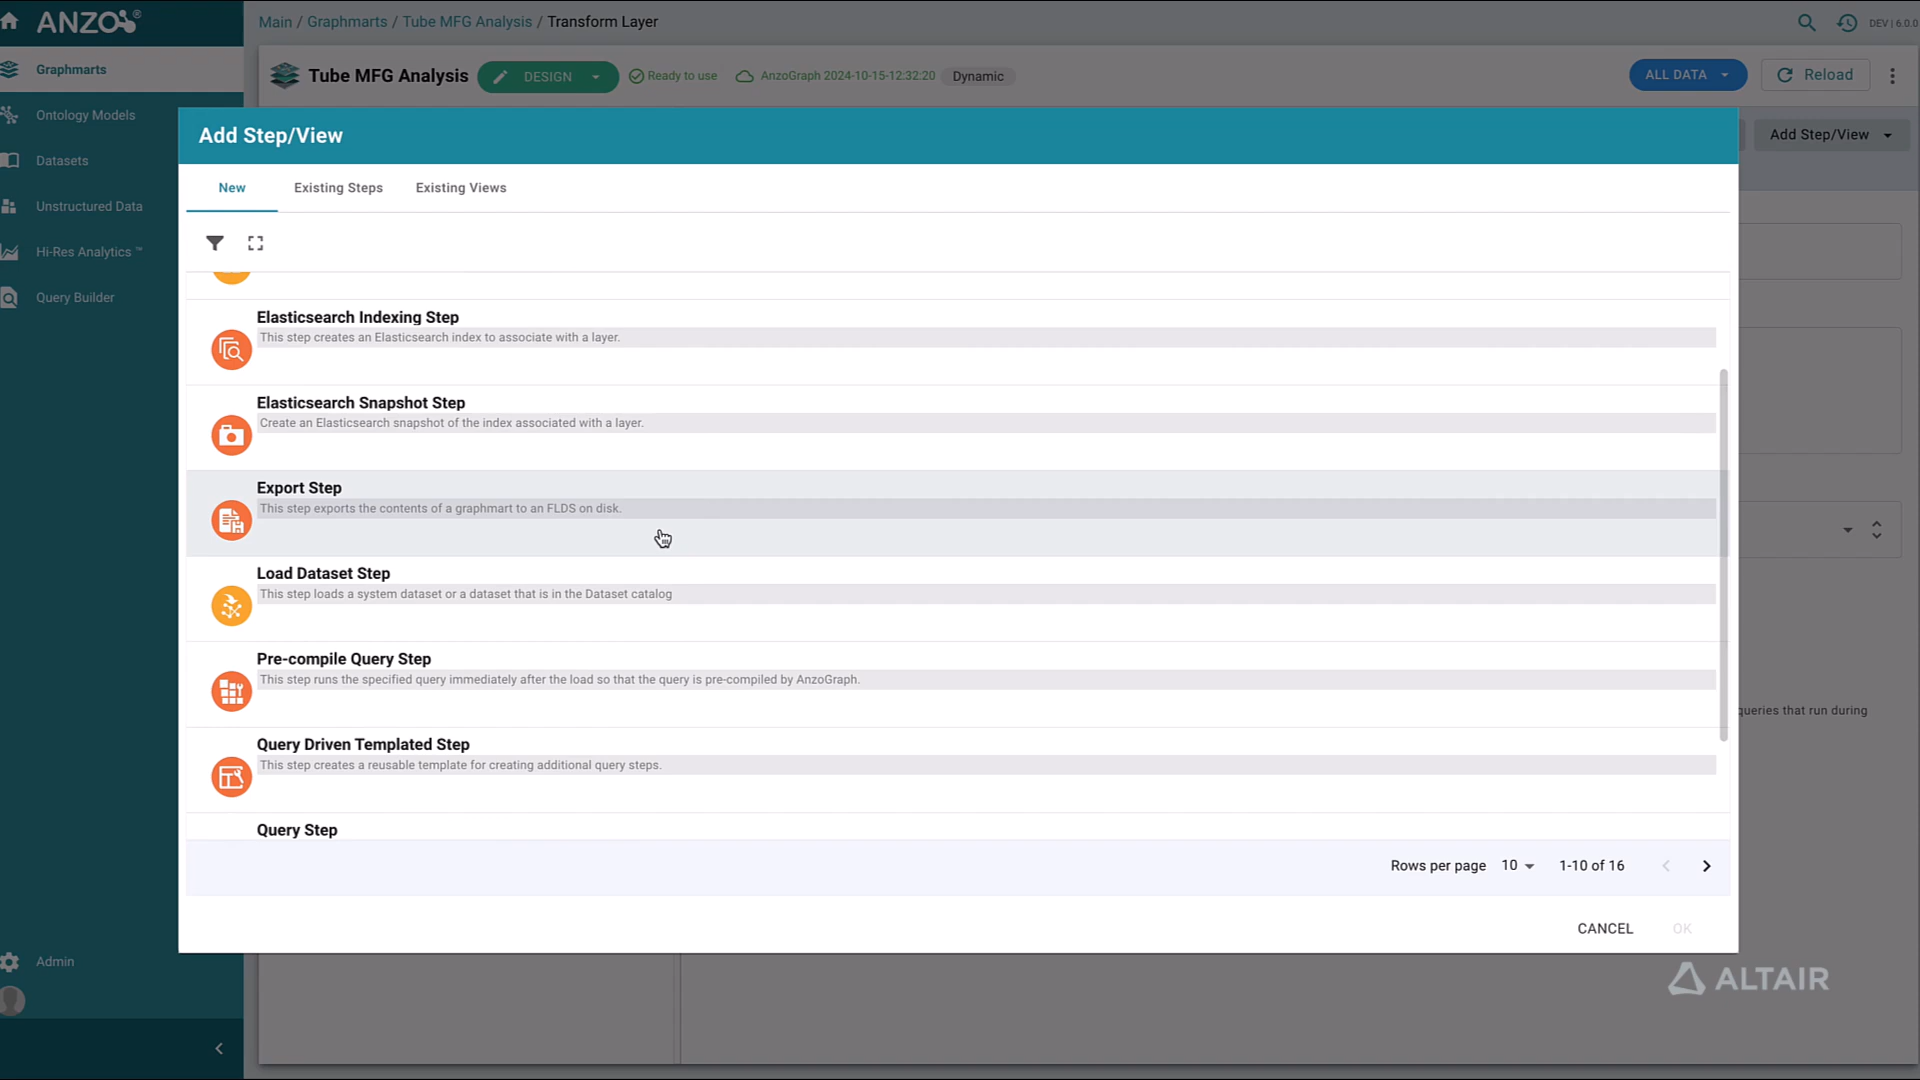 ANZO®
Main / Graphmarts / Tube MFG Analysis / Transform Layer
DEV | 6.0.0
Graphmarts
Ontology Models
Datasets
Unstructured Data
Hi-Res Analytics ™
Query Builder
Admin
Tube MFG Analysis
DESIGN
Ready to use
AnzoGraph 2024-10-15-12:32:20
Dynamic
ALL DATA
Reload
Add Step/View
Add Step/View
New
Existing Steps
Existing Views
Elasticsearch Indexing Step
This step creates an Elasticsearch index to associate with a layer.
Elasticsearch Snapshot Step
Create an Elasticsearch snapshot of the index associated with a layer.
Export Step
This step exports the contents of a graphmart to an FLDS on disk.
Load Dataset Step
This step loads a system dataset or a dataset that is in the Dataset catalog
Pre-compile Query Step
This step runs the specified query immediately after the load so that the query is pre-compiled by AnzoGraph.
queries that run during
Query Driven Templated Step
This step creates a reusable template for creating additional query steps.
Query Step
Rows per page 10 1-10 of 16
CANCEL
OK
ALTAIR